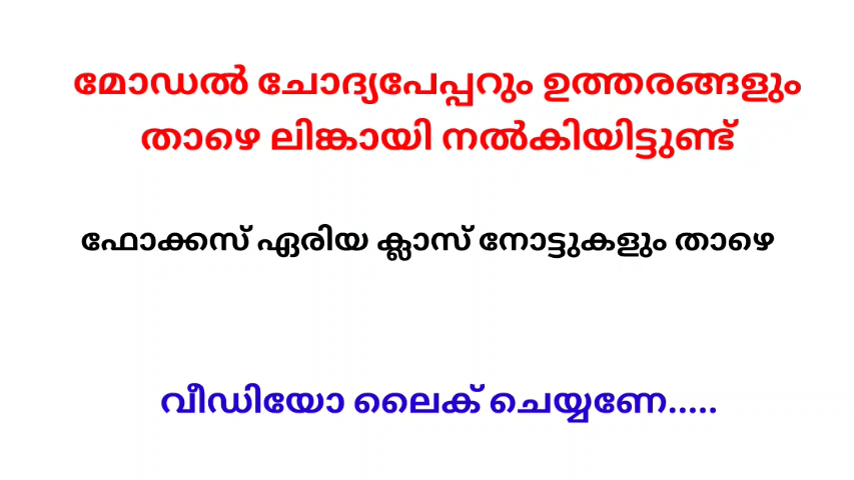 മോഡൽ ചോദ്യപേപ്പറും ഉത്തരങ്ങളും
താഴെ ലിങ്കായി നൽകിയിട്ടുണ്ട്
ഫോക്കസ് ഏരിയ ക്ലാസ് നോട്ടുകളും താഴെ
വീഡിയോ ലൈക് ചെയ്യണേ.....